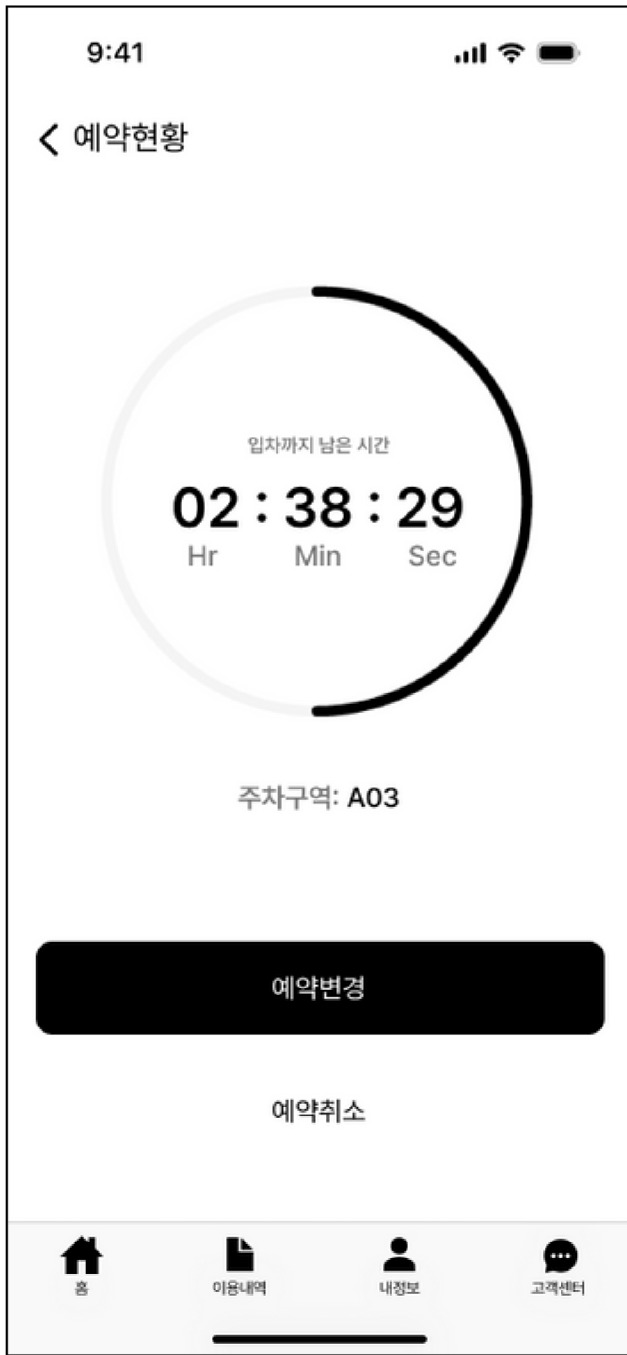 9:41
예약현황
입차까지 남은 시간
02 : 38 : 29
Hr Min Sec
주차구역: A03
예약변경
예약취소
홈 이용내역 내정보 고객센터